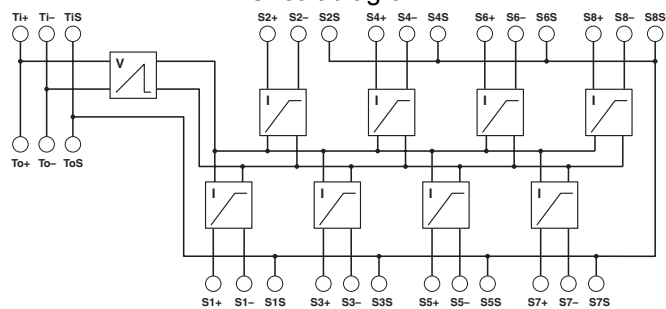 Ti+ Ti– TiS S2+ S2– S2S S4+ S4– S4S S6+ S6– S6S S8+ S8– S8S
V
I I I I
To+ To– ToS
I I I I
S1+ S1– S1S S3+ S3– S3S S5+ S5– S5S S7+ S7– S7S